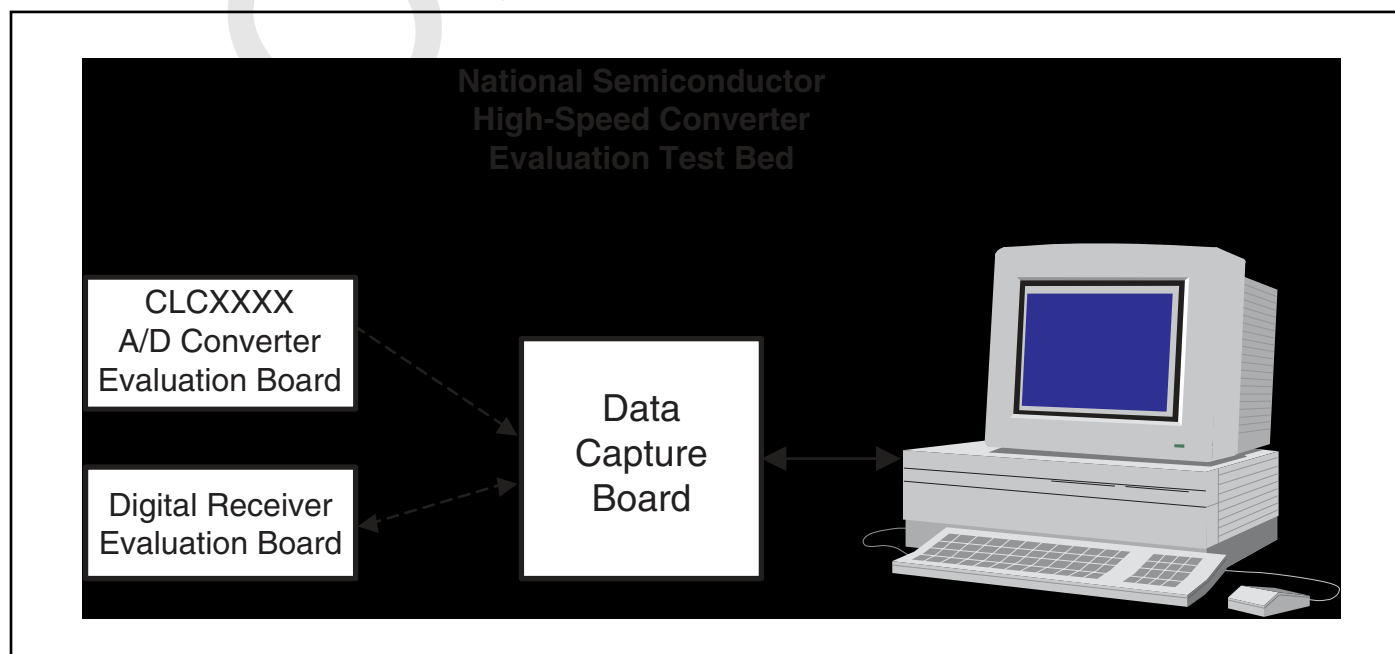 National Semiconductor
High-Speed Converter
Evaluation Test Bed
CLCXXXX
A/D Converter
Evaluation Board
Digital Receiver
Evaluation Board
Data
Capture
Board